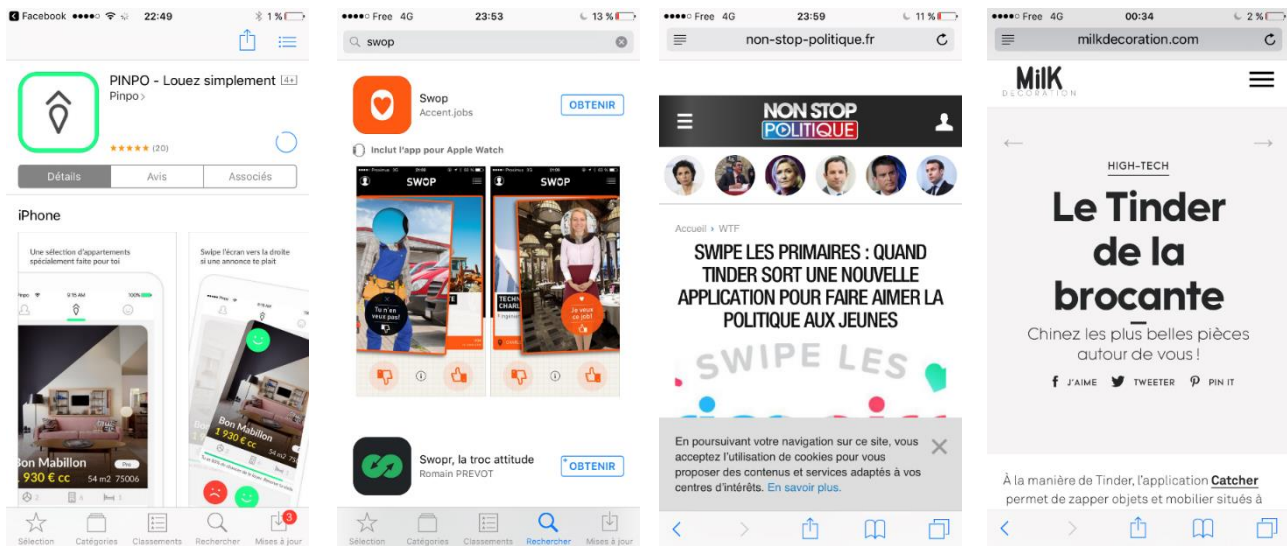 Facebook 22:49 1 %
PINPO - Louez simplement 4+
Pinpo >
(20)
Détails Avis Associés
iPhone
Une sélection d'appartements
spécialement faite pour toi
Swipe l'écran vers la droite
si une annonce te plait
9:15 AM 100%
Bon Mabillon
1 930 € cc
54 m2 75006
Bon Mabillon
1 930 € cc
Sélection Catégories Classements Rechercher Mises à jour
3
Free 4G 23:53 13 %
swop
Swop
Accent.jobs
OBTENIR
Inclut l'app pour Apple Watch
SWOP
Tu n'en
veux pas!
SWOP
Je veux
ce job!
Swopr, la troc attitude
Romain PREVOT
OBTENIR
Sélection Catégories Classements Rechercher Mises à jour
Free 4G 23:59 11 %
non-stop-politique.fr
NON STOP
POLITIQUE
Accueil > WTF
SWIPE LES PRIMAIRES : QUAND
TINDER SORT UNE NOUVELLE
APPLICATION POUR FAIRE AIMER LA
POLITIQUE AUX JEUNES
SWIPE LES
En poursuivant votre navigation sur ce site, vous
acceptez l'utilisation de cookies pour vous
proposer des contenus et services adaptés à vos
centres d'intérêts. En savoir plus.
Free 4G 00:34 2 %
milkdecoration.com
MilK
DECORATION
HIGH-TECH
Le Tinder
de la
brocante
Chinez les plus belles pièces
autour de vous !
J'AIME TWEETER PIN IT
À la manière de Tinder, l'application Catcher
permet de zapper objets et mobilier situés à